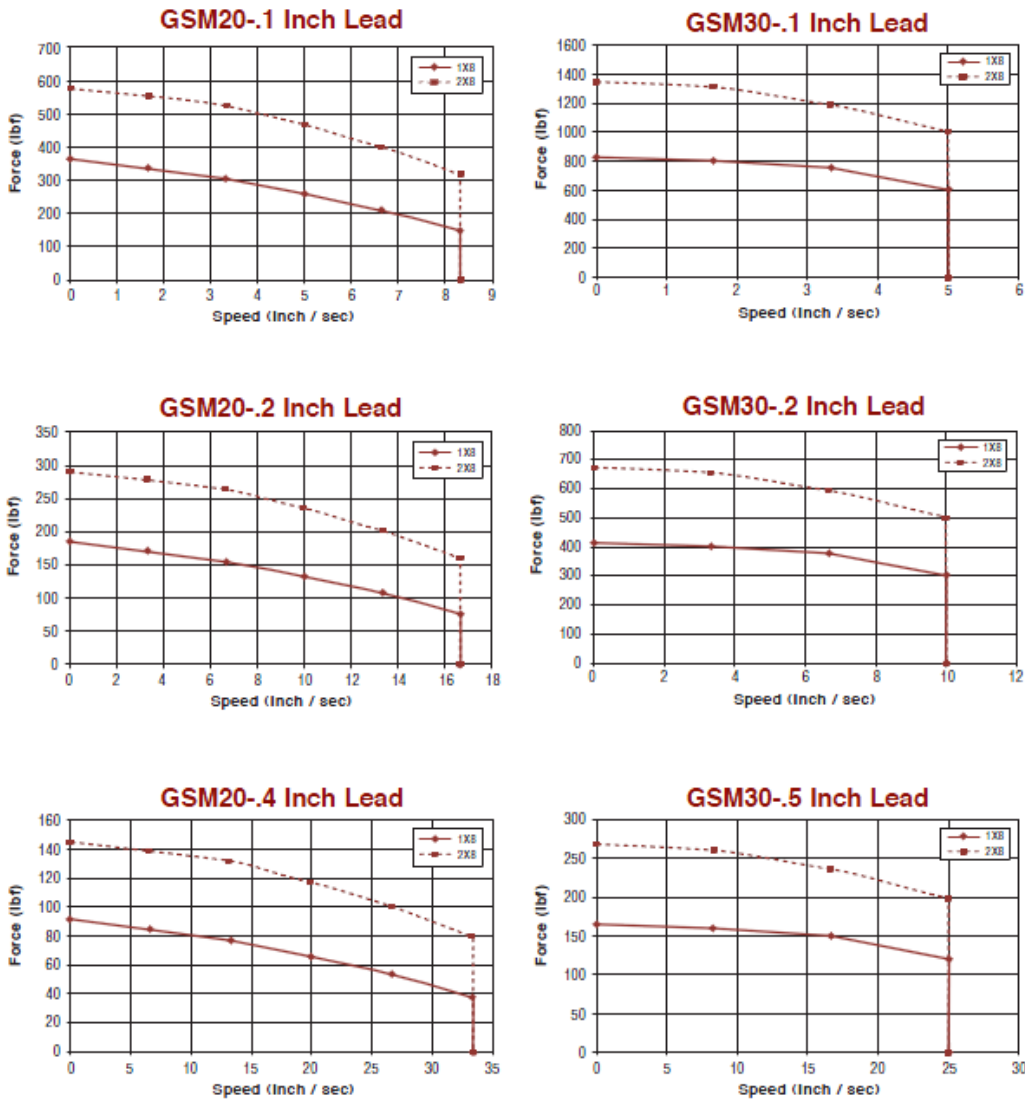 GSM20-.1 Inch Lead
700
600
500
400
300
200
100
0
Force (lbf)
1X8
2X8
0 1 2 3 4 5 6 7 8 9
Speed (Inch / sec)
GSM30-.1 Inch Lead
1600
1400
1200
1000
800
600
400
200
0
Force (lbf)
1X8
2X8
0 1 2 3 4 5 6
Speed (Inch / sec)
GSM20-.2 Inch Lead
350
300
250
200
150
100
50
0
Force (lbf)
1X8
2X8
0 2 4 6 8 10 12 14 16 18
Speed (Inch / sec)
GSM30-.2 Inch Lead
800
700
600
500
400
300
200
100
0
Force (lbf)
1X8
2X8
0 2 4 6 8 10 12
Speed (Inch / sec)
GSM20-.4 Inch Lead
160
140
120
100
80
60
40
20
0
Force (lbf)
1X8
2X8
0 5 10 15 20 25 30 35
Speed (Inch / sec)
GSM30-.5 Inch Lead
300
250
200
150
100
50
0
Force (lbf)
1X8
2X8
0 5 10 15 20 25 30
Speed (Inch / sec)